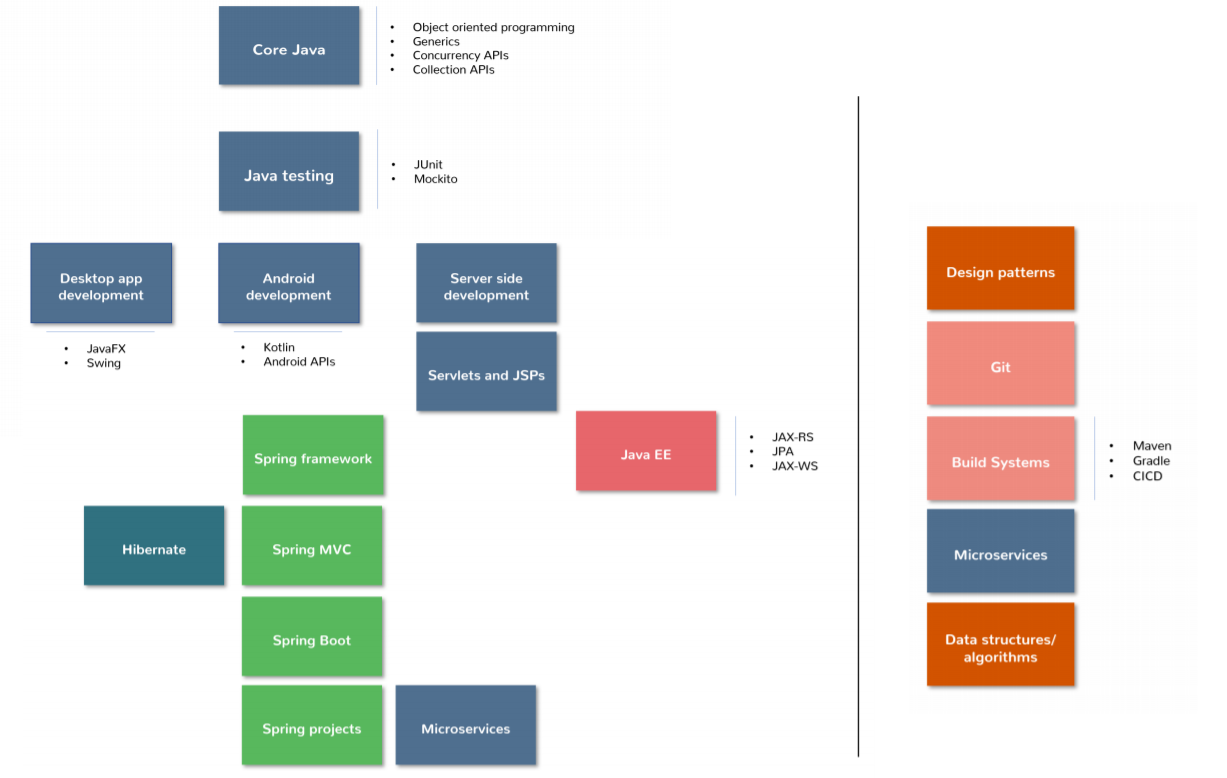 Core Java
• Object oriented programming
• Generics
• Concurrency APIs
• Collection APIs
Java testing
• JUnit
• Mockito
Desktop app
development
• JavaFX
• Swing
Android
development
• Kotlin
• Android APIs
Server side
development
Servlets and JSPs
Spring framework
Java EE
• JAX-RS
• JPA
• JAX-WS
Hibernate
Spring MVC
Spring Boot
Spring projects
Microservices
Design patterns
Git
Build Systems
• Maven
• Gradle
• CICD
Microservices
Data structures/
algorithms